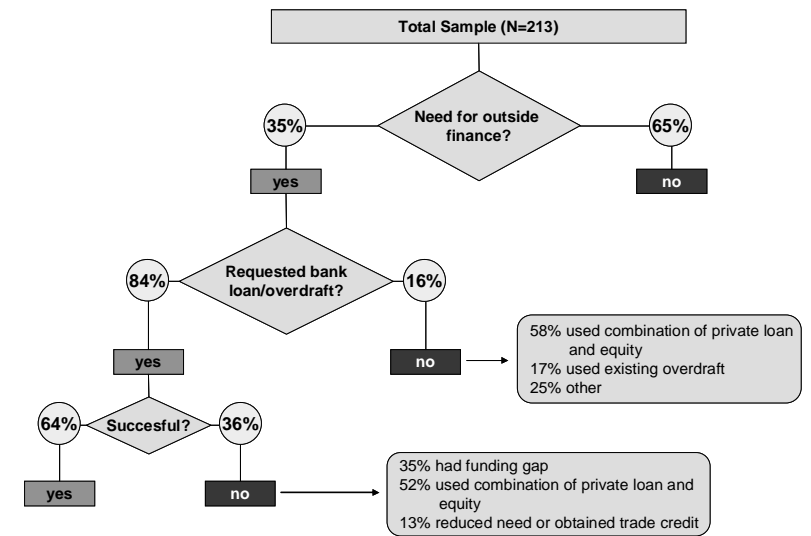 Total Sample (N=213)
Need for outside
finance?
35%
65%
yes
no
Requested bank
loan/overdraft?
84%
16%
yes
no
58% used combination of private loan
and equity
17% used existing overdraft
25% other
Succesful?
64%
36%
yes
no
35% had funding gap
52% used combination of private loan and
equity
13% reduced need or obtained trade credit